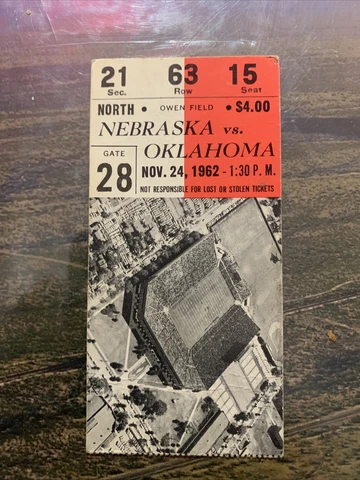 21 63 15
Sec. Row Seat
NORTH • OWEN FIELD • $4.00
NEBRASKA vs.
GATE OKLAHOMA
28 NOV. 24, 1962 - 1:30 P. M.
NOT RESPONSIBLE FOR LOST OR STOLEN TICKETS